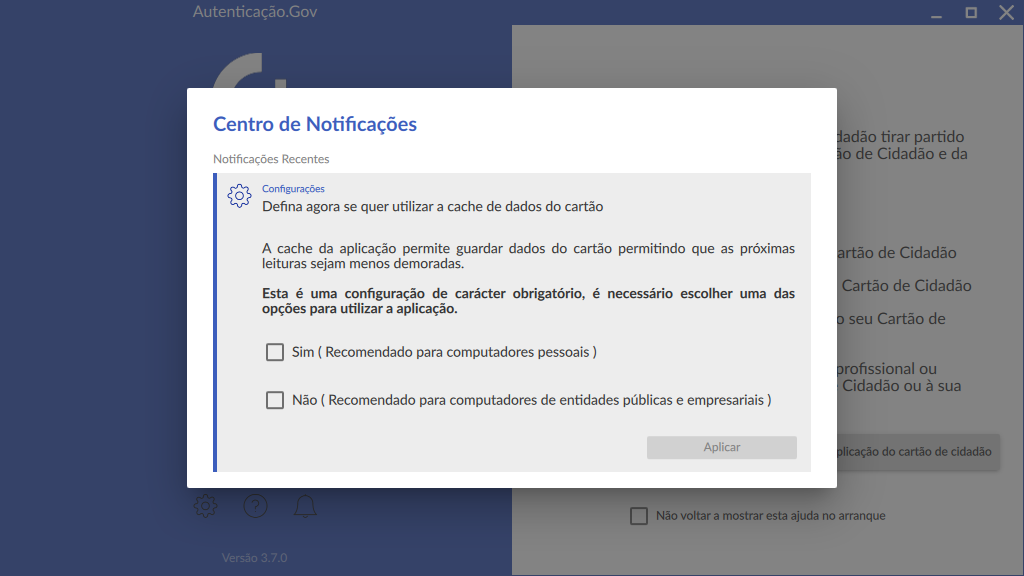 Autenticação.Gov
Centro de Notificações
Notificações Recentes
Configurações
Defina agora se quer utilizar a cache de dados do cartão
A cache da aplicação permite guardar dados do cartão permitindo que as próximas
leituras sejam menos demoradas.
Esta é uma configuração de carácter obrigatório, é necessário escolher uma das
opções para utilizar a aplicação.
Sim ( Recomendado para computadores pessoais )
Não ( Recomendado para computadores de entidades públicas e empresariais )
Aplicar
tirar partido
de Cidadão e da
de Cidadão
Cartão de Cidadão
seu Cartão de
profissional ou
Cidadão ou à sua
do cartão de cidadão
Não voltar a mostrar esta ajuda no arranque
Versão 3.7.0